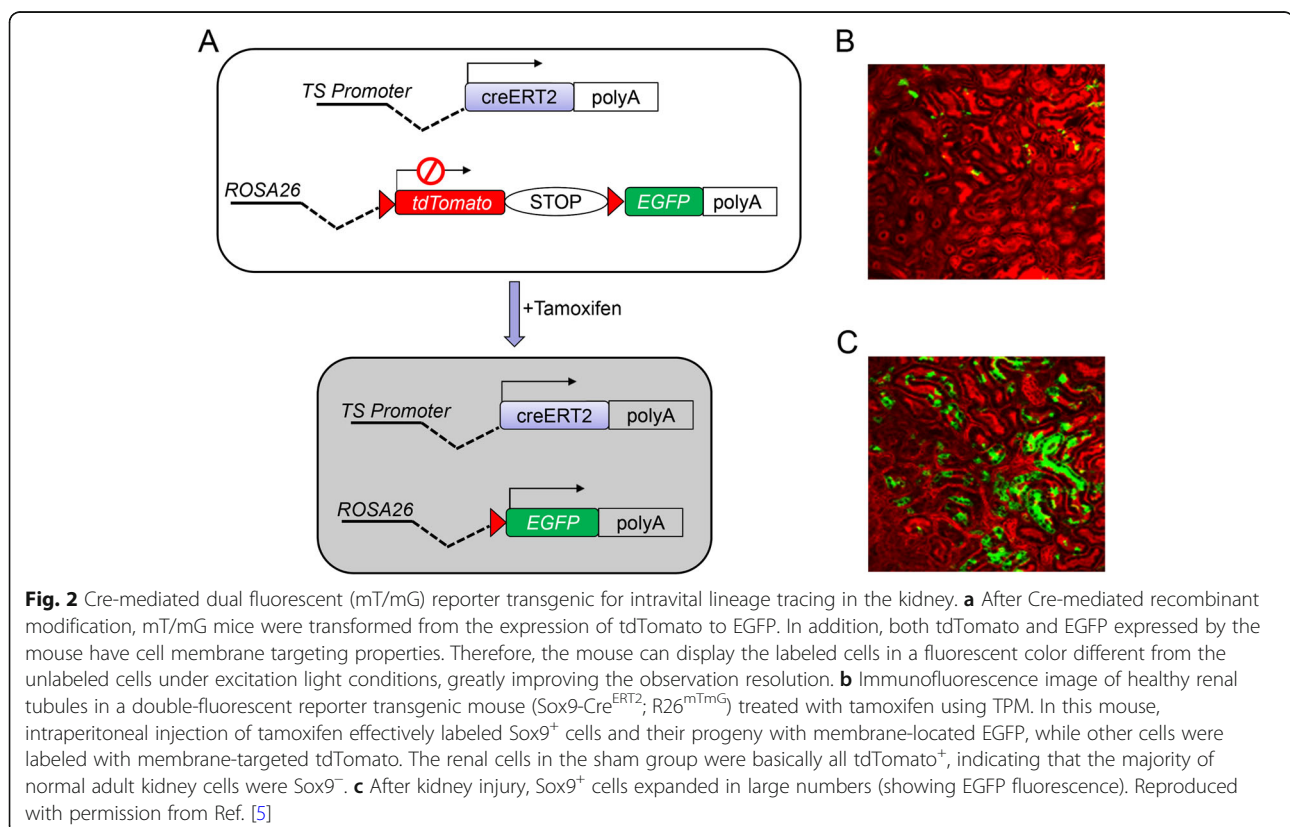 A
TS Promoter
creERT2 polyA
ROSA26
tdTomato STOP EGFP polyA
+Tamoxifen
TS Promoter
creERT2 polyA
ROSA26
EGFP polyA
B
C
Fig. 2 Cre-mediated dual fluorescent (mT/mG) reporter transgenic for intravital lineage tracing in the kidney. a After Cre-mediated recombinant
modification, mT/mG mice were transformed from the expression of tdTomato to EGFP. In addition, both tdTomato and EGFP expressed by the
mouse have cell membrane targeting properties. Therefore, the mouse can display the labeled cells in a fluorescent color different from the
unlabeled cells under excitation light conditions, greatly improving the observation resolution. b Immunofluorescence image of healthy renal
tubules in a double-fluorescent reporter transgenic mouse (Sox9-Cre^ERT2; R26^mTmG) treated with tamoxifen using TPM. In this mouse,
intraperitoneal injection of tamoxifen effectively labeled Sox9⁺ cells and their progeny with membrane-located EGFP, while other cells were
labeled with membrane-targeted tdTomato. The renal cells in the sham group were basically all tdTomato⁺, indicating that the majority of
normal adult kidney cells were Sox9⁻. c After kidney injury, Sox9⁺ cells expanded in large numbers (showing EGFP fluorescence). Reproduced
with permission from Ref. [5]